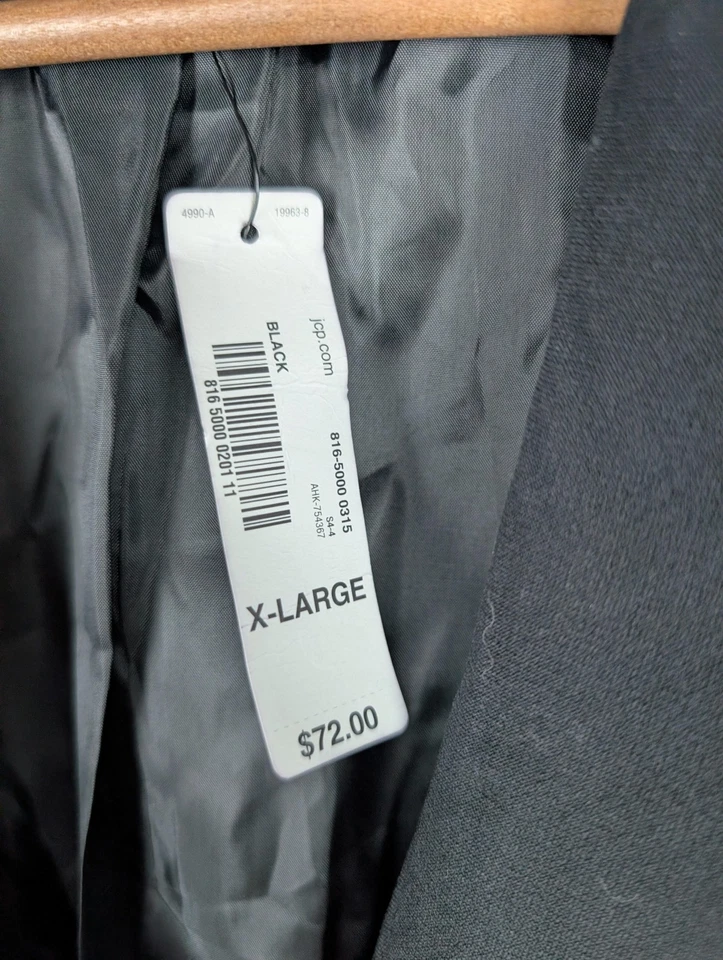 4990-A 19963-8
jcp.com
BLACK
816 5000 0201 11
816-5000 0315
S4-4
AHK-754367
X-LARGE
$72.00